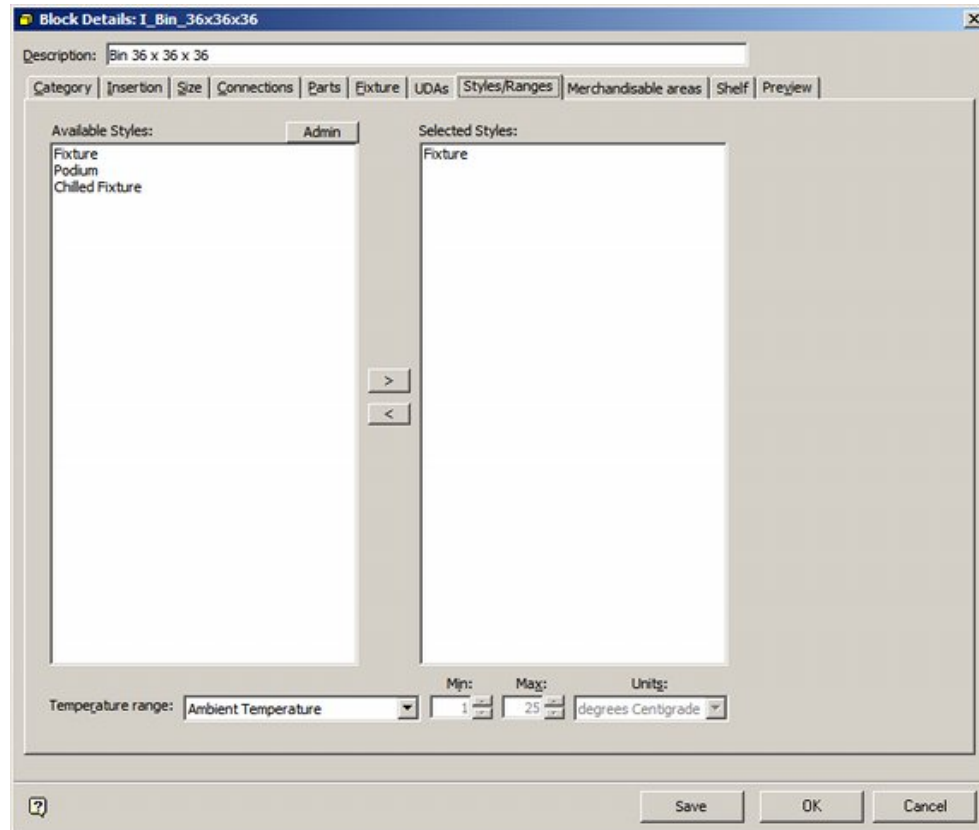 Block Details: I_Bin_36x36x36
Description: Bin 36 x 36 x 36
Category Insertion Size Connections Parts Fixture UDAs Styles/Ranges Merchandisable areas Shelf Preview
Available Styles: Admin Selected Styles:
Fixture Fixture
Podium
Chilled Fixture
>
<
Min: Max: Units:
Temperature range: Ambient Temperature 1 25 degrees Centigrade
Save OK Cancel